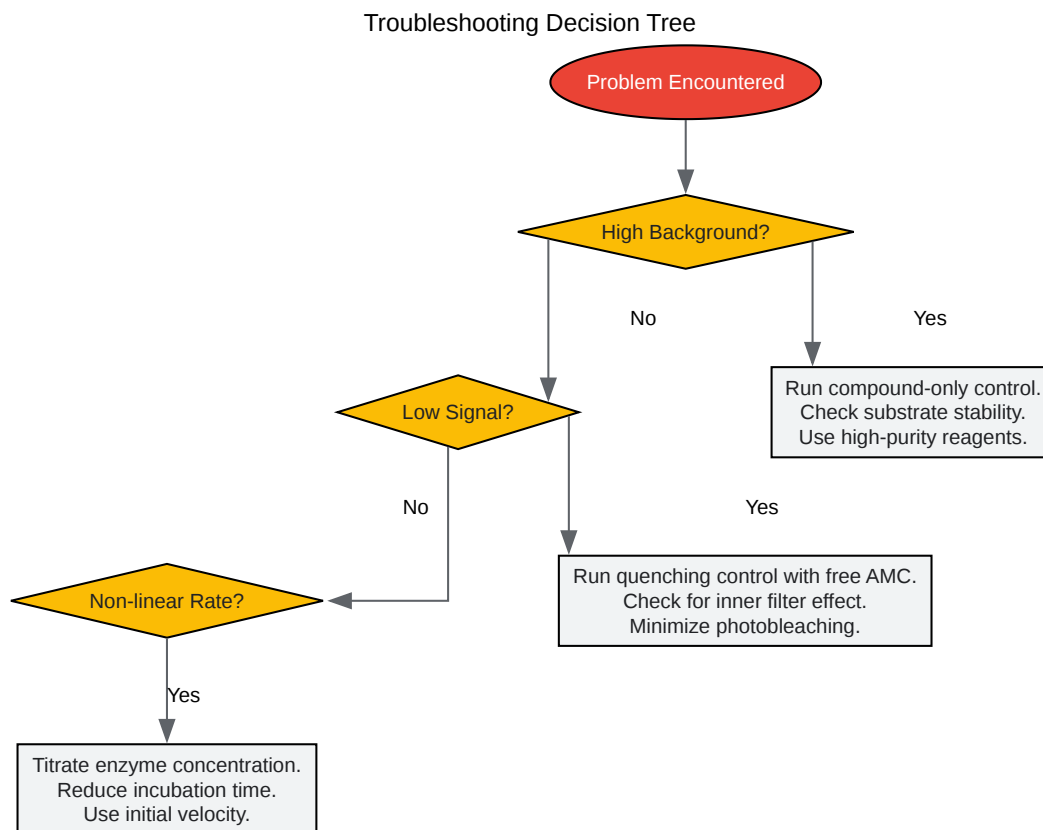 Troubleshooting Decision Tree
Problem Encountered
High Background?
No
Yes
Run compound-only control.
Check substrate stability.
Use high-purity reagents.
Low Signal?
No
Yes
Run quenching control with free AMC.
Check for inner filter effect.
Minimize photobleaching.
Non-linear Rate?
Yes
Titrate enzyme concentration.
Reduce incubation time.
Use initial velocity.